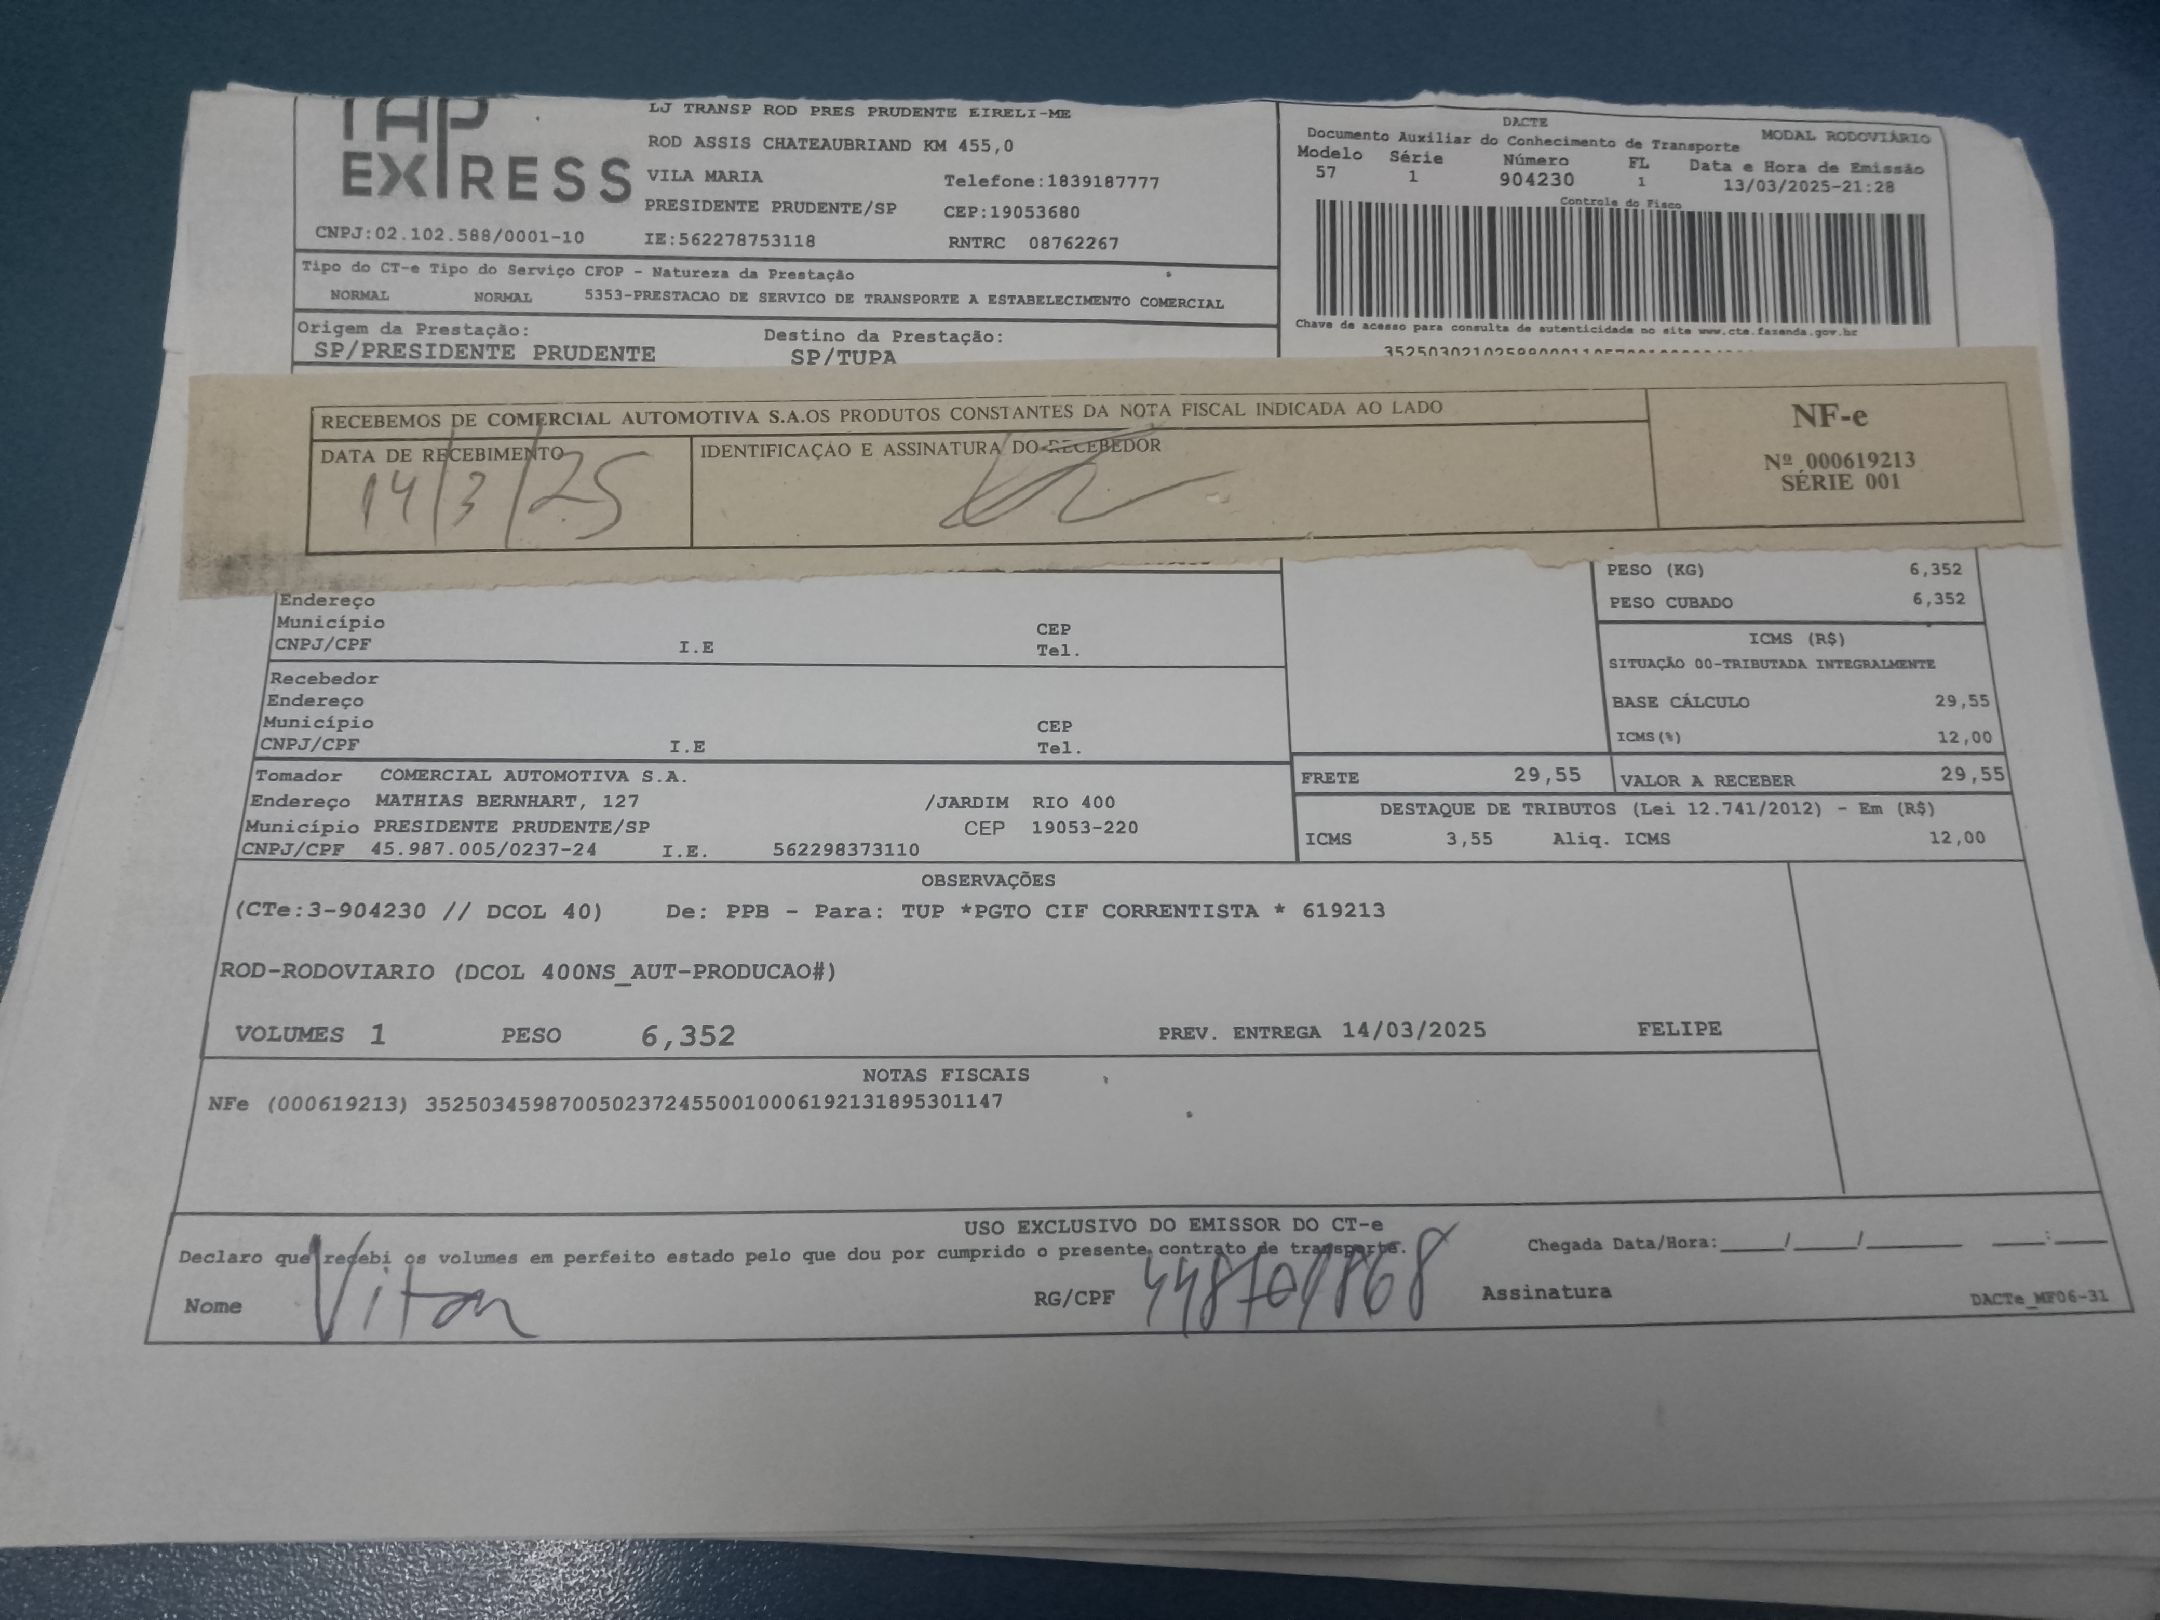 TAP
EXPRESS
LJ TRANSP ROD PRES PRUDENTE EIRELI-ME
ROD ASSIS CHATEAUBRIAND KM 455,0
VILA MARIA Telefone:1839187777
PRESIDENTE PRUDENTE/SP CEP:19053680
CNPJ:02.102.588/0001-10 IE:562278753118 RNTRC 08762267
DACTE
Documento Auxiliar do Conhecimento de Transporte MODAL RODOVIÁRIO
Modelo Série Número FL Data e Hora de Emissão
57 1 904230 1 13/03/2025-21:28
Controle do Fisco
Tipo do CT-e Tipo do Serviço CFOP - Natureza da Prestação
NORMAL NORMAL 5353-PRESTACAO DE SERVICO DE TRANSPORTE A ESTABELECIMENTO COMERCIAL
Chave de acesso para consulta de autenticidade no site www.cte.fazenda.gov.br
Origem da Prestação: Destino da Prestação:
SP/PRESIDENTE PRUDENTE SP/TUPA
RECEBEMOS DE COMERCIAL AUTOMOTIVA S.A.OS PRODUTOS CONSTANTES DA NOTA FISCAL INDICADA AO LADO
DATA DE RECEBIMENTO IDENTIFICAÇÃO E ASSINATURA DO RECEBEDOR
14/3/25
NF-e
Nº 000619213
SÉRIE 001
PESO (KG) 6,352
PESO CUBADO 6,352
Endereço
Município CEP
CNPJ/CPF I.E Tel.
ICMS (R$)
SITUAÇÃO 00-TRIBUTADA INTEGRALMENTE
BASE CÁLCULO 29,55
ICMS(%) 12,00
Recebedor
Endereço
Município CEP
CNPJ/CPF I.E Tel.
Tomador COMERCIAL AUTOMOTIVA S.A.
Endereço MATHIAS BERNHART, 127 /JARDIM RIO 400
Município PRESIDENTE PRUDENTE/SP CEP 19053-220
CNPJ/CPF 45.987.005/0237-24 I.E. 562298373110
FRETE 29,55 VALOR A RECEBER 29,55
DESTAQUE DE TRIBUTOS (Lei 12.741/2012) - Em (R$)
ICMS 3,55 Aliq. ICMS 12,00
OBSERVAÇÕES
(CTe:3-904230 // DCOL 40) De: PPB - Para: TUP *PGTO CIF CORRENTISTA * 619213
ROD-RODOVIARIO (DCOL 400NS_AUT-PRODUCAO#)
VOLUMES 1 PESO 6,352 PREV. ENTREGA 14/03/2025 FELIPE
NOTAS FISCAIS
NFe (000619213) 35250345987005023724550010006192131895301147
USO EXCLUSIVO DO EMISSOR DO CT-e
Declaro que recebi os volumes em perfeito estado pelo que dou por cumprido o presente contrato de transporte. Chegada Data/Hora:____/____/______ ____:____
Nome RG/CPF Assinatura
DACTe_MF06-31